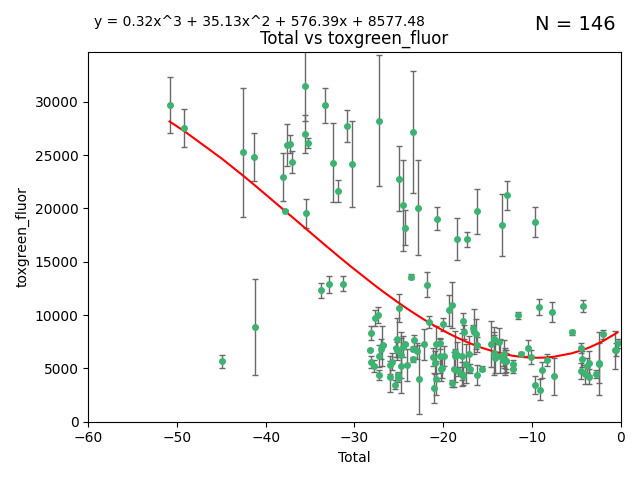 y = 0.32x^3 + 35.13x^2 + 576.39x + 8577.48
N = 146
Total vs toxgreen_fluor
30000
25000
20000
15000
10000
5000
0
toxgreen_fluor
−60
−50
−40
−30
−20
−10
0
Total